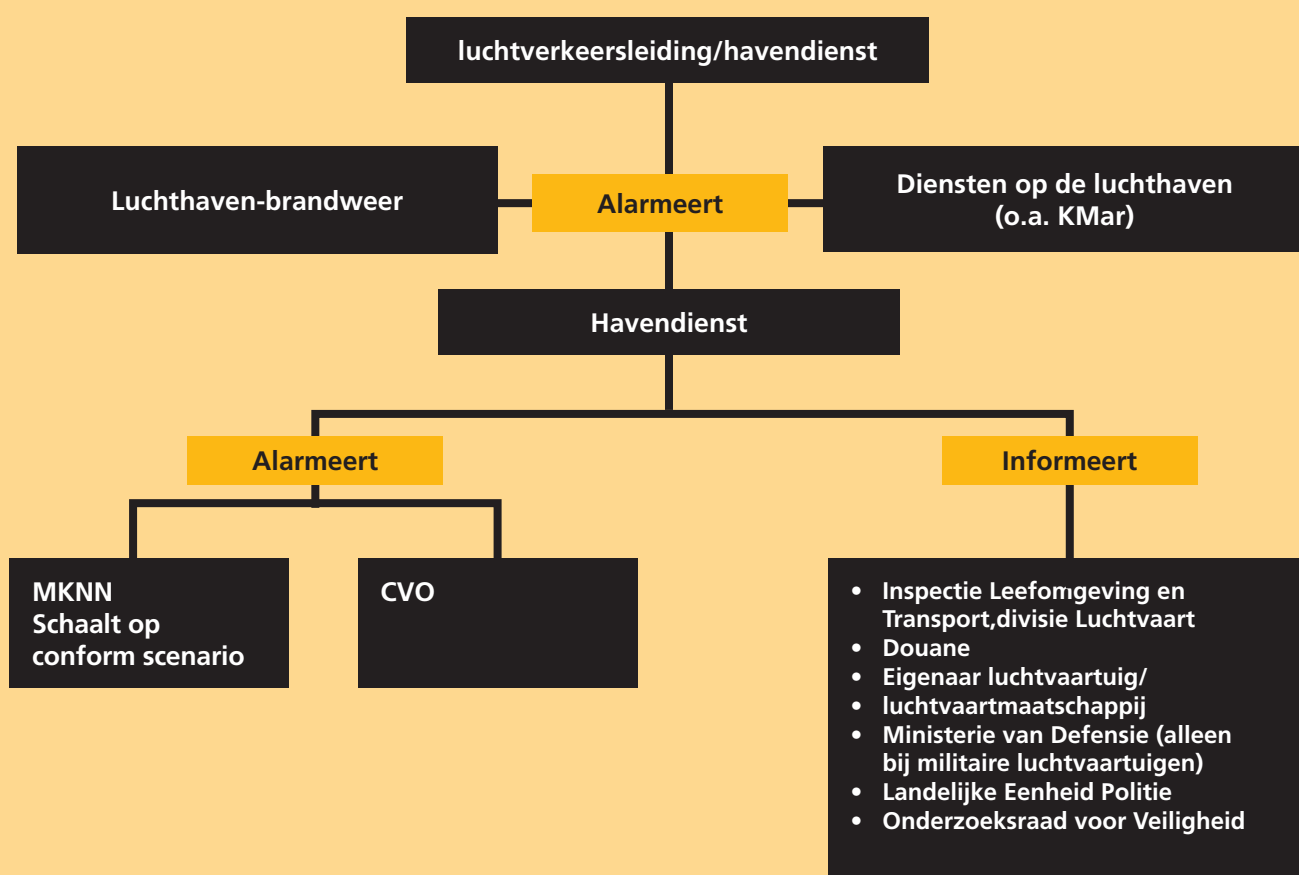 luchtverkeersleiding/havendienst
Luchthaven-brandweer
Alarmeert
Diensten op de luchthaven
(o.a. KMar)
Havendienst
Alarmeert
Informeert
MKNN
Schaalt op
conform scenario
CVO
• Inspectie Leefomgeving en
Transport,divisie Luchtvaart
• Douane
• Eigenaar luchtvaartuig/
• luchtvaartmaatschappij
• Ministerie van Defensie (alleen
bij militaire luchtvaartuigen)
• Landelijke Eenheid Politie
• Onderzoeksraad voor Veiligheid